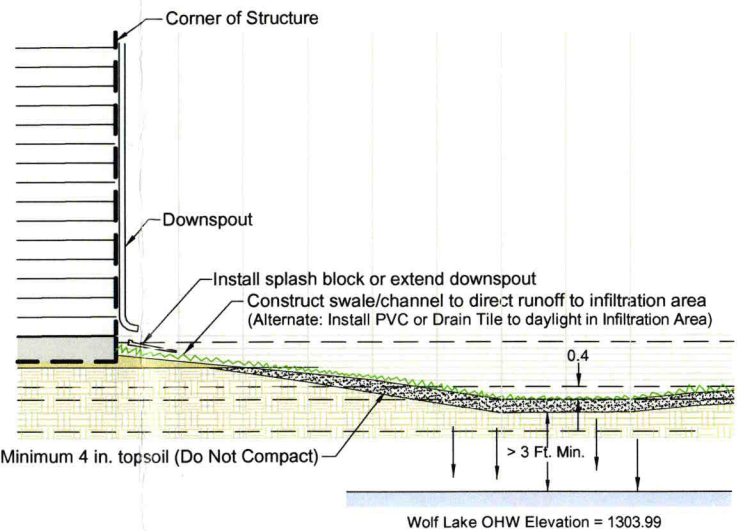 Corner of Structure
Downspout
Install splash block or extend downspout
Construct swale/channel to direct runoff to infiltration area
(Alternate: Install PVC or Drain Tile to daylight in Infiltration Area)
0.4
Minimum 4 in. topsoil (Do Not Compact)
> 3 Ft. Min.
Wolf Lake OHW Elevation = 1303.99